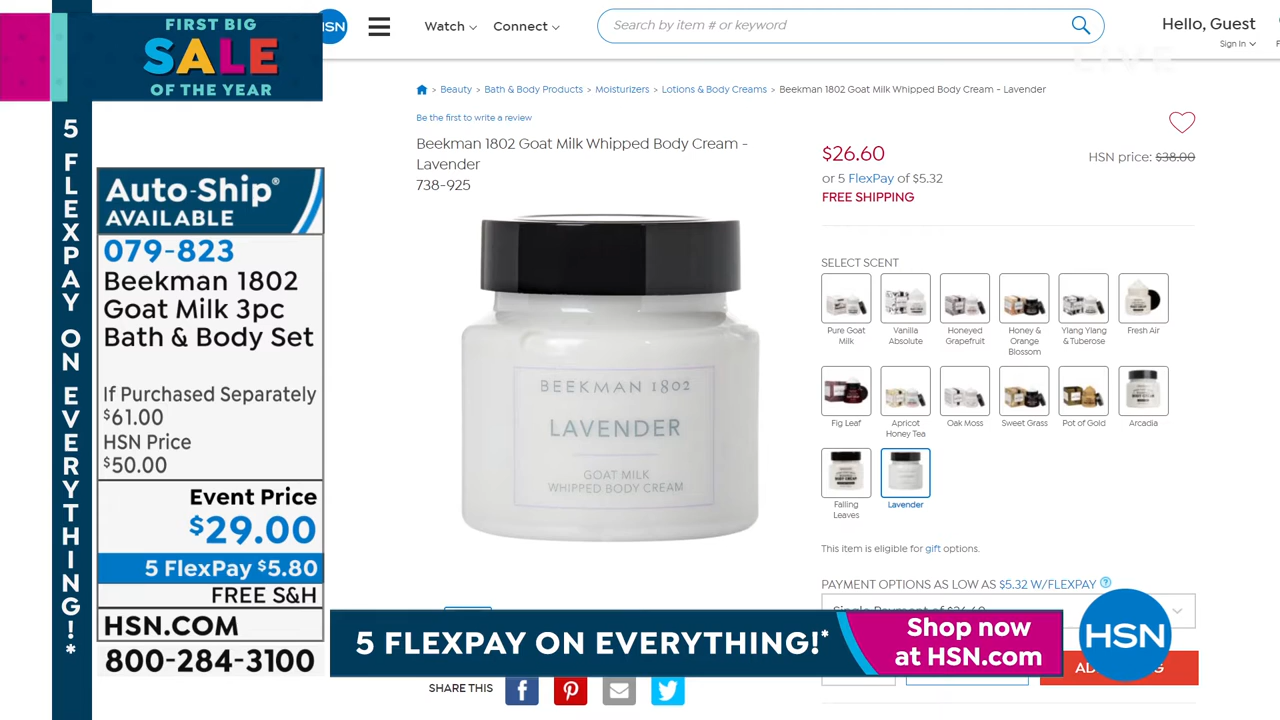 FIRST BIG
SALE
OF THE YEAR
5 FLEXPAY ON EVERYTHING!*
Auto-Ship®
AVAILABLE
079-823
Beekman 1802
Goat Milk 3pc
Bath & Body Set
If Purchased Separately
$61.00
HSN Price
$50.00
Event Price
$29.00
5 FlexPay $5.80
FREE S&H
HSN.COM
800-284-3100
HSN
Watch
Connect
Search by item # or keyword
Hello, Guest
Sign In
LIVE
Beauty > Bath & Body Products > Moisturizers > Lotions & Body Creams > Beekman 1802 Goat Milk Whipped Body Cream - Lavender
Be the first to write a review
Beekman 1802 Goat Milk Whipped Body Cream -
Lavender
738-925
BEEKMAN 1802
LAVENDER
GOAT MILK
WHIPPED BODY CREAM
$26.60
HSN price: $38.00
or 5 FlexPay of $5.32
FREE SHIPPING
SELECT SCENT
Pure Goat
Milk
Vanilla
Absolute
Honeyed
Grapefruit
Honey &
Orange
Blossom
Ylang Ylang
& Tuberose
Fresh Air
Fig Leaf
Apricot
Honey Tea
Oak Moss
Sweet Grass
Pot of Gold
Arcadia
Falling
Leaves
Lavender
This item is eligible for gift options.
PAYMENT OPTIONS AS LOW AS $5.32 W/FLEXPAY ?
Single Payment of $26.60
5 FLEXPAY ON EVERYTHING!*
Shop now
at HSN.com
HSN
SHARE THIS